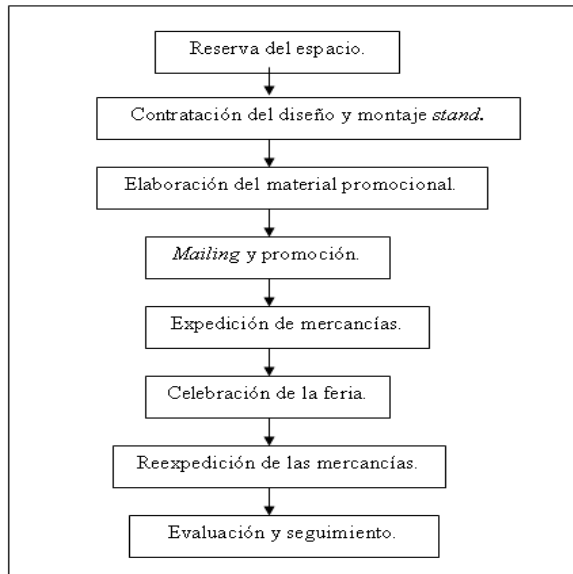 Reserva del espacio.
Contratación del diseño y montaje stand.
Elaboración del material promocional.
Mailing y promoción.
Expedición de mercancías.
Celebración de la feria.
Reexpedición de las mercancías.
Evaluación y seguimiento.